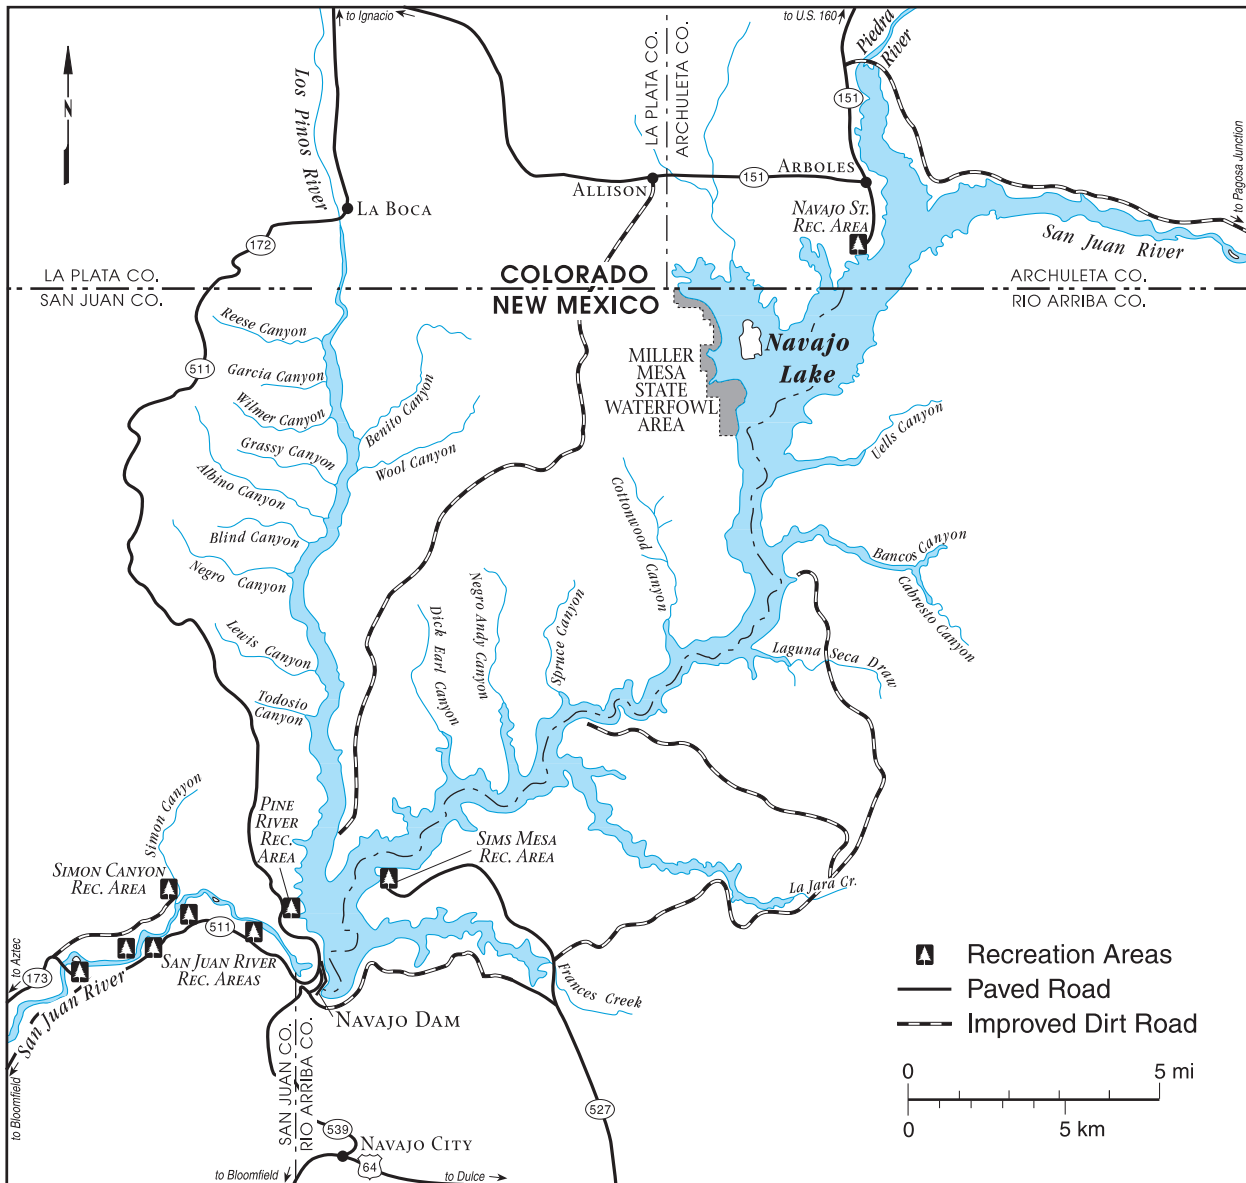 to Ignacio
to U.S. 160
Piedra
River
LA PLATA CO.
ARCHULETA CO.
N
Los Pinos River
151
to Pagosa Junction
ALLISON
151
ARBOLES
LA BOCA
NAVAJO ST.
REC. AREA
San Juan River
172
LA PLATA CO.
SAN JUAN CO.
COLORADO
NEW MEXICO
ARCHULETA CO.
RIO ARRIBA CO.
Reese Canyon
511
Garcia Canyon
Wilmer Canyon
Benito Canyon
Grassy Canyon
Wool Canyon
Albino Canyon
Blind Canyon
Negro Canyon
Lewis Canyon
Todosio
Canyon
Navajo
Lake
MILLER
MESA
STATE
WATERFOWL
AREA
Uells Canyon
Cottonwood Canyon
Bancos Canyon
Cabresto Canyon
Negro Andy Canyon
Dick Earl Canyon
Spruce Canyon
Laguna Seca Draw
Simon Canyon
PINE
RIVER
REC.
AREA
SIMS MESA
REC. AREA
SIMON CANYON
REC. AREA
La Jara Cr.
511
to Aztec
173
SAN JUAN RIVER
REC. AREAS
San Juan River
Frances Creek
NAVAJO DAM
to Bloomfield
SAN JUAN CO.
RIO ARRIBA CO.
527
539
NAVAJO CITY
64
to Bloomfield
to Dulce
Recreation Areas
Paved Road
Improved Dirt Road
0 5 mi
0 5 km